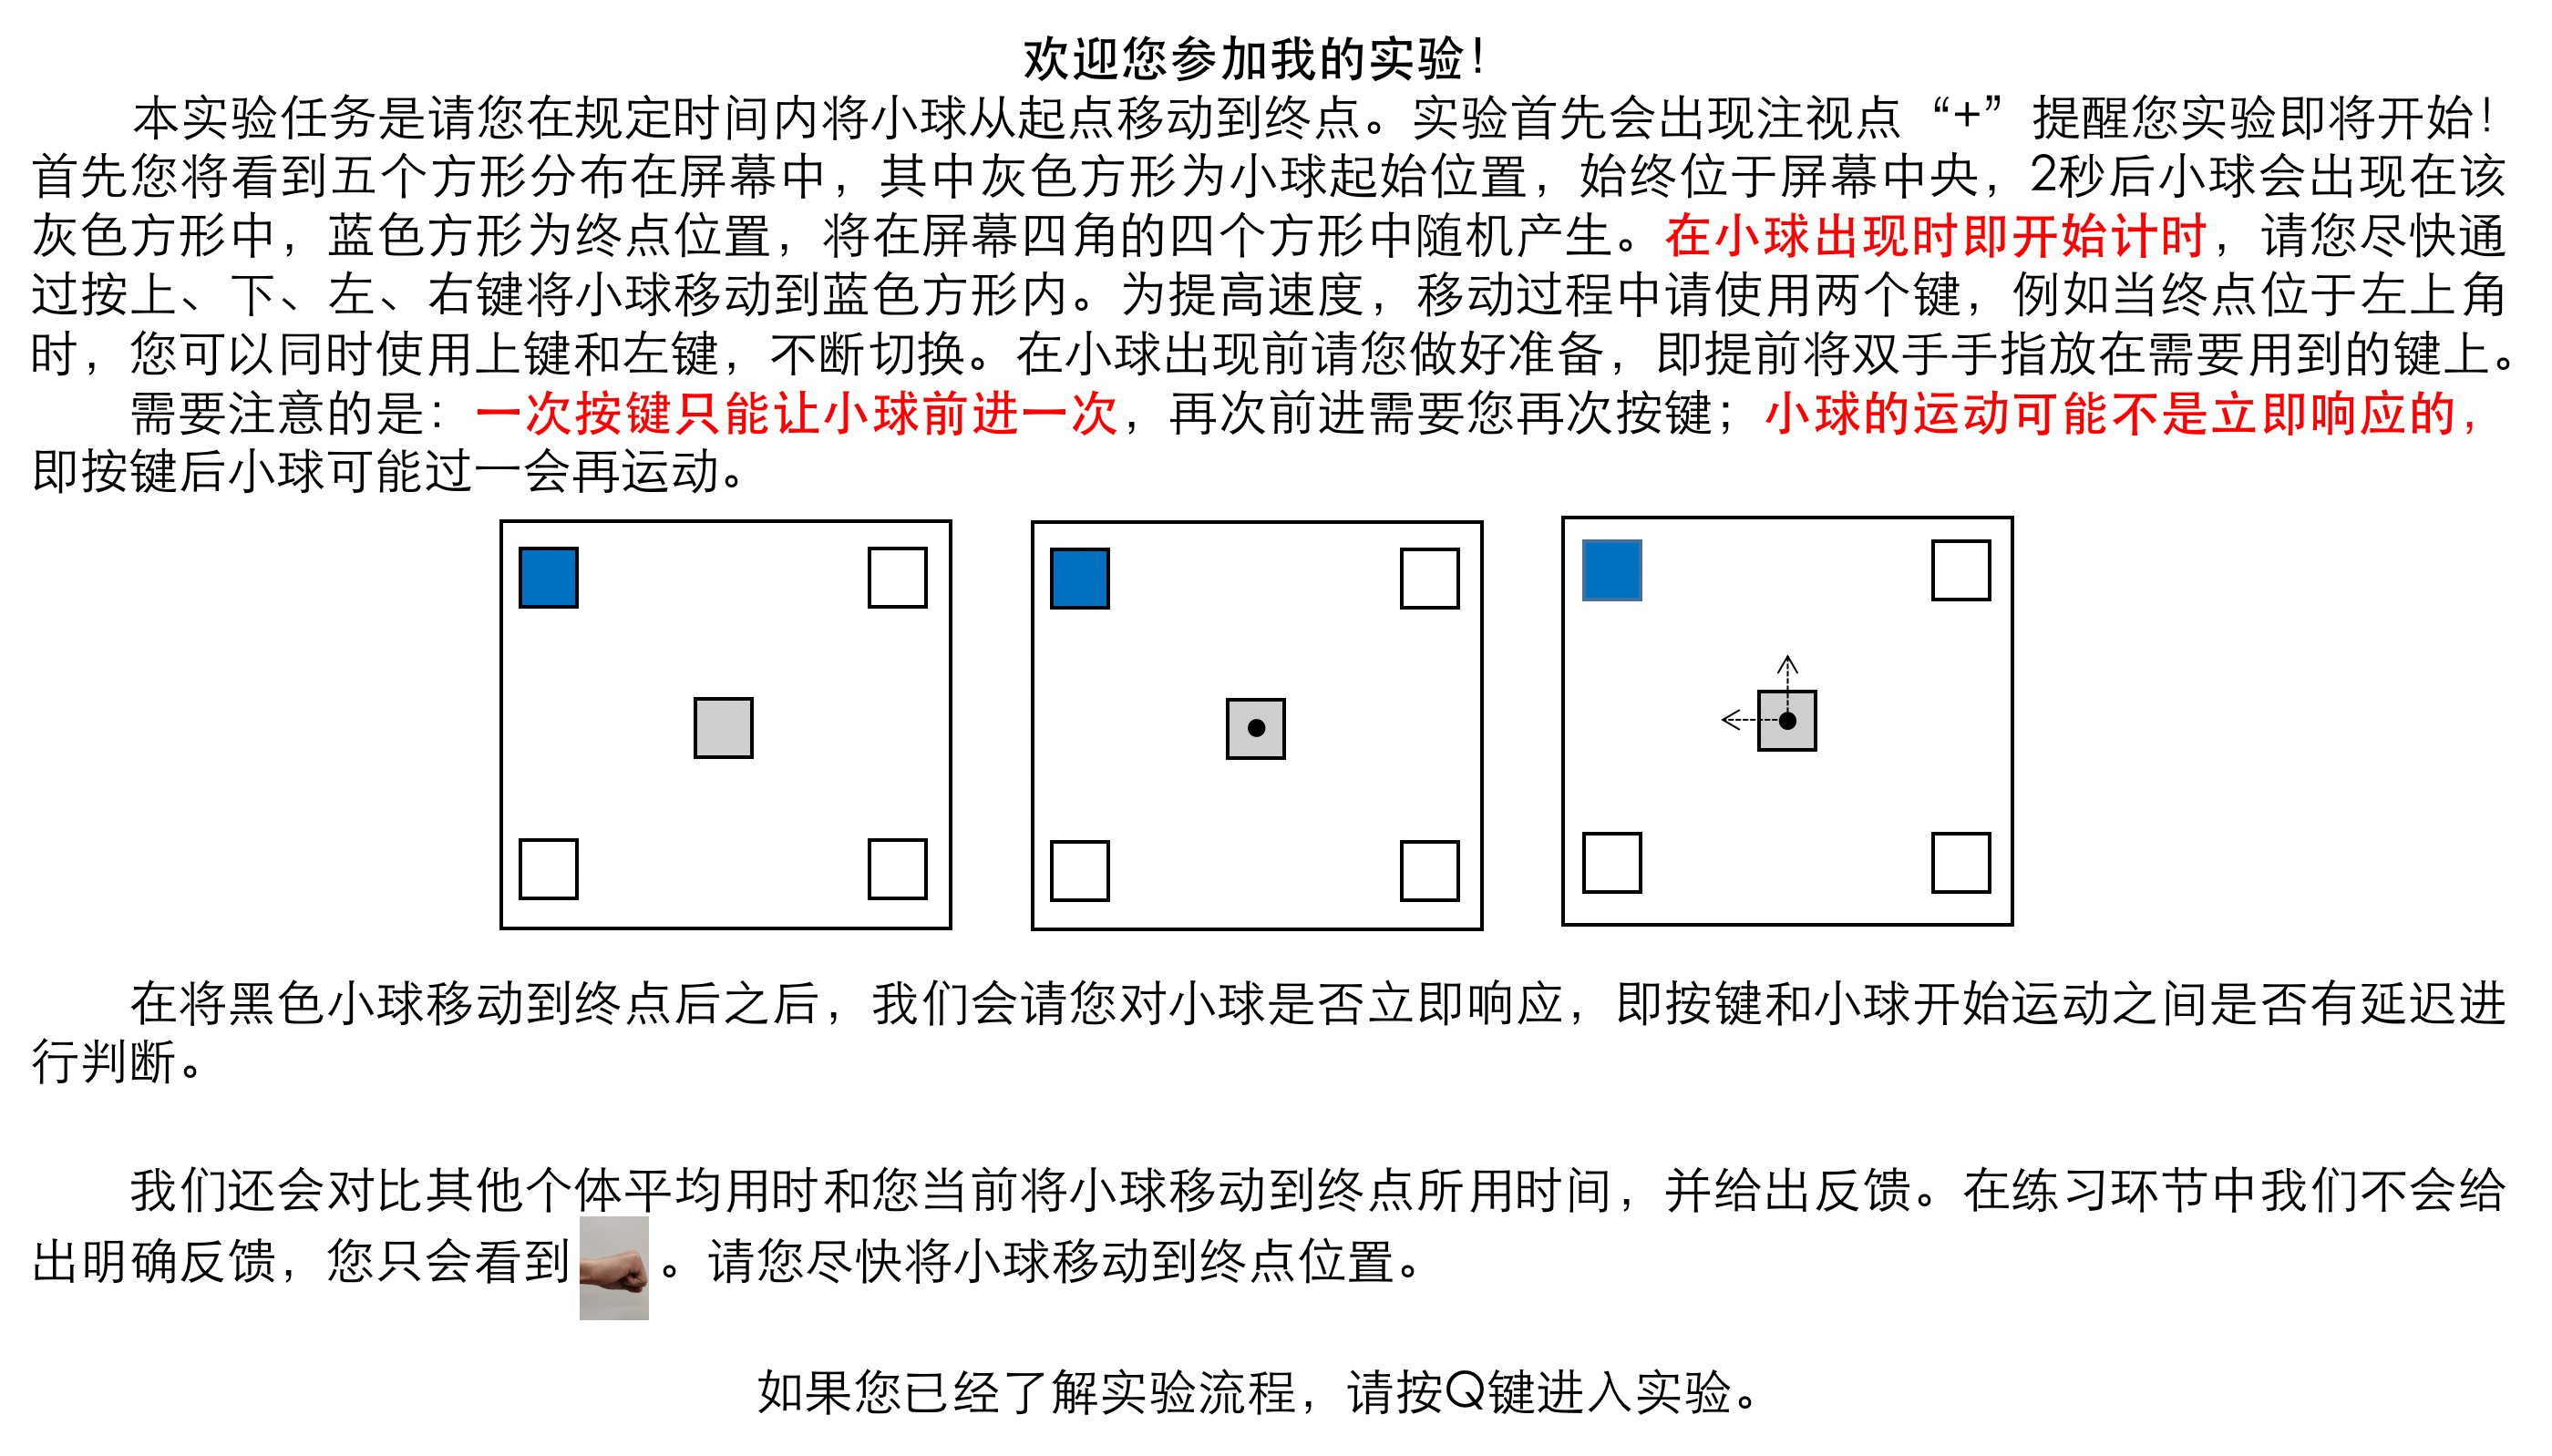 欢迎您参加我的实验！
本实验任务是请您在规定时间内将小球从起点移动到终点。实验首先会出现注视点“+”提醒您实验即将开始！
首先您将看到五个方形分布在屏幕中，其中灰色方形为小球起始位置，始终位于屏幕中央，2秒后小球会出现在该
灰色方形中，蓝色方形为终点位置，将在屏幕四角的四个方形中随机产生。在小球出现时即开始计时，请您尽快通
过按上、下、左、右键将小球移动到蓝色方形内。为提高速度，移动过程中请使用两个键，例如当终点位于左上角
时，您可以同时使用上键和左键，不断切换。在小球出现前请您做好准备，即提前将双手手指放在需要用到的键上。
需要注意的是：一次按键只能让小球前进一次，再次前进需要您再次按键；小球的运动可能不是立即响应的，
即按键后小球可能过一会再运动。
在将黑色小球移动到终点后之后，我们会请您对小球是否立即响应，即按键和小球开始运动之间是否有延迟进
行判断。
我们还会对比其他个体平均用时和您当前将小球移动到终点所用时间，并给出反馈。在练习环节中我们不会给
出明确反馈，您只会看到。请您尽快将小球移动到终点位置。
如果您已经了解实验流程，请按Q键进入实验。